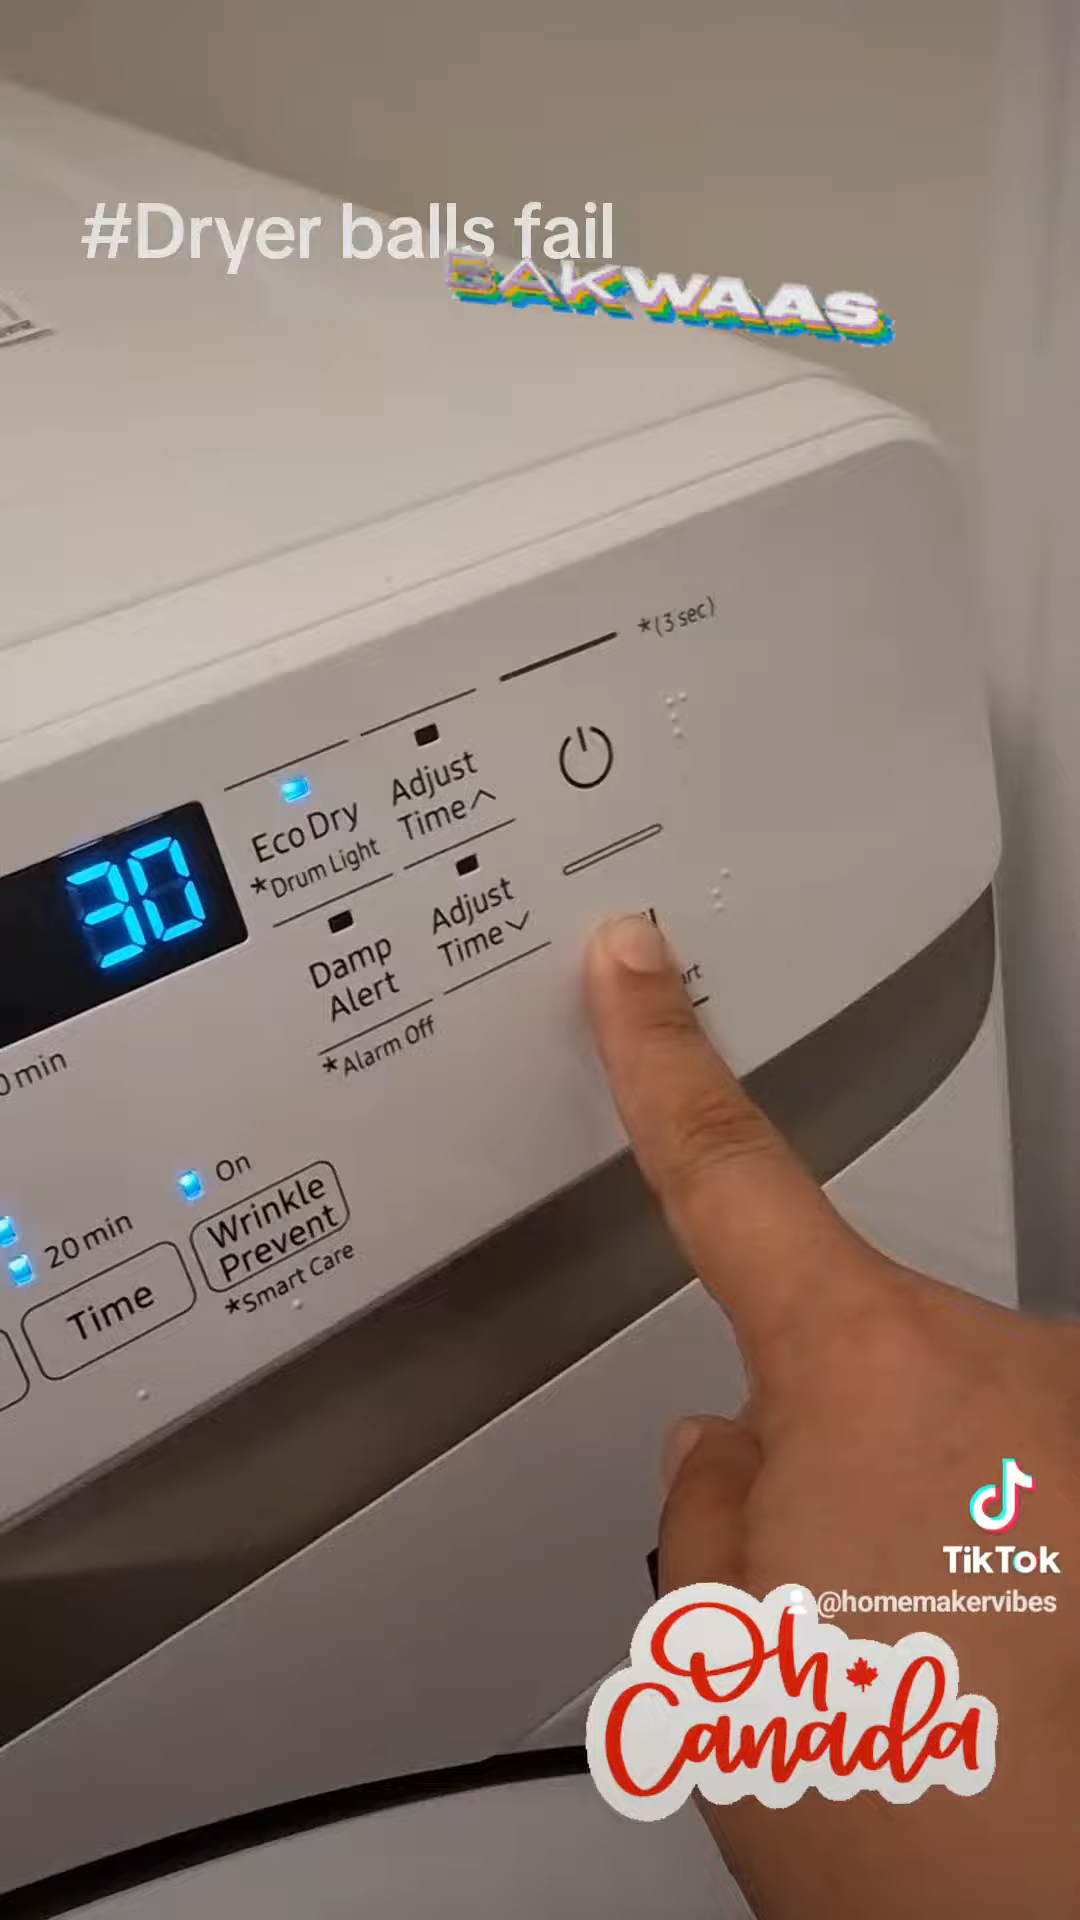 #Dryer balls fail
BAKWAAS
*(3 sec)
Adjust
Time
Eco Dry
*Drum Light
30
Adjust
Time
Damp
Alert
*Alarm Off
On
Wrinkle
Prevent
*Smart Care
20 min
Time
TikTok
@homemakervibes
Oh
Canada